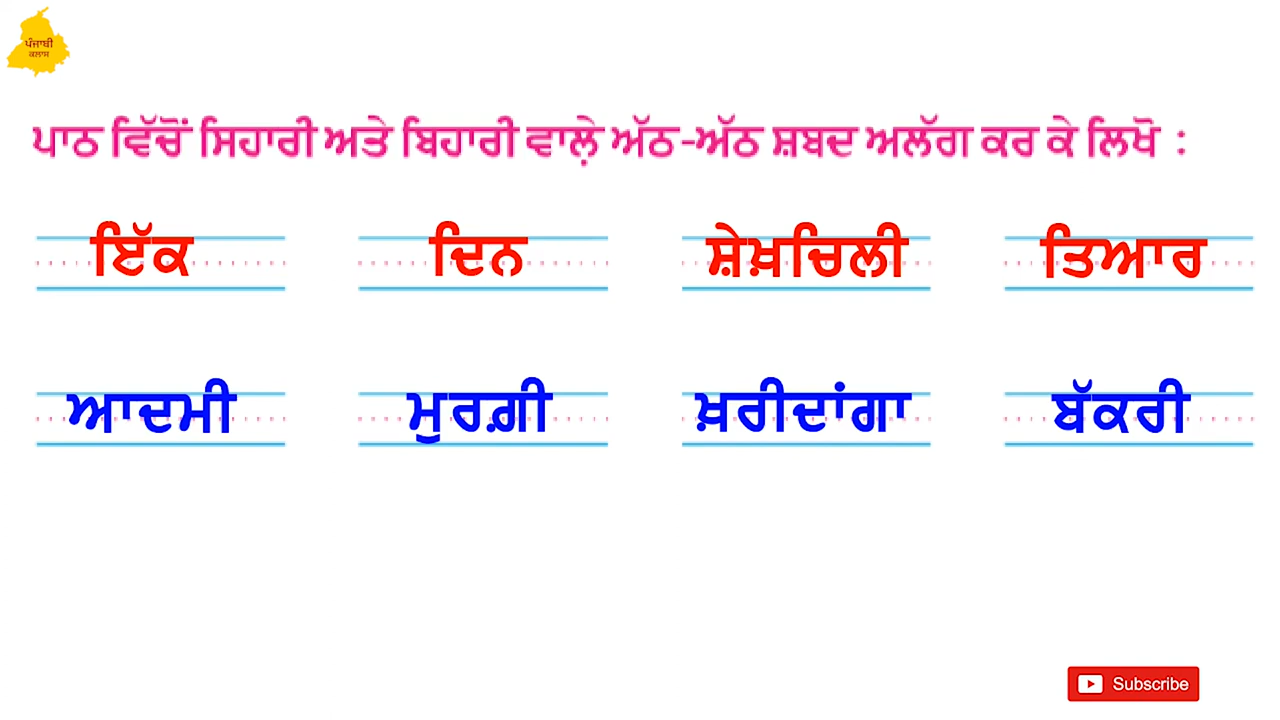 ਪੰਜਾਬੀ
ਕਲਾਸ
ਪਾਠ ਵਿੱਚੋਂ ਸਿਹਾਰੀ ਅਤੇ ਬਿਹਾਰੀ ਵਾਲ਼ੇ ਅੱਠ-ਅੱਠ ਸ਼ਬਦ ਅਲੱਗ ਕਰ ਕੇ ਲਿਖੋ :
ਇੱਕ ਦਿਨ ਸ਼ੇਖ਼ਚਿਲੀ ਤਿਆਰ
ਆਦਮੀ ਮੁਰਗ਼ੀ ਖ਼ਰੀਦਾਂਗਾ ਬੱਕਰੀ
Subscribe